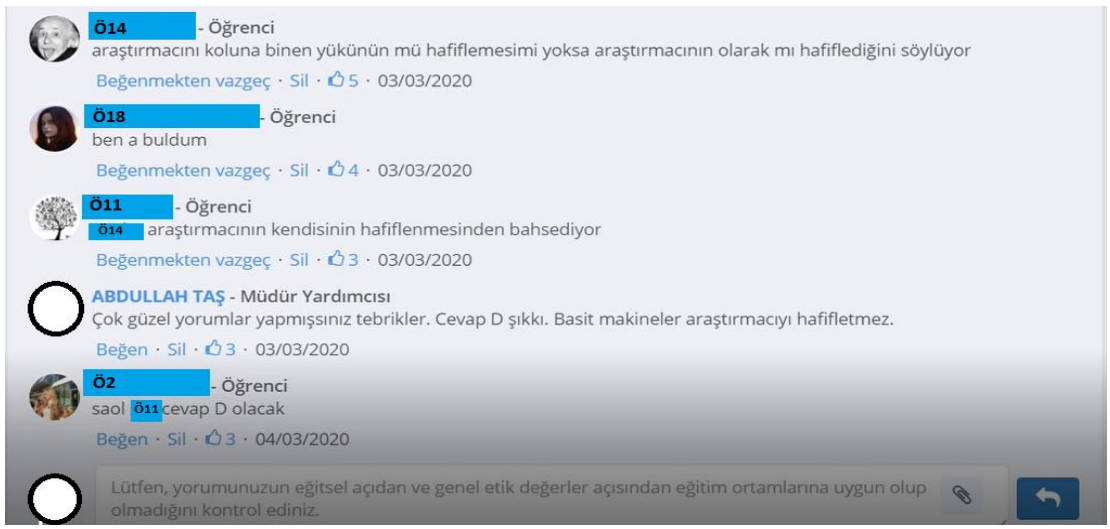 Ö14 - Öğrenci
araştırmacını koluna binen yükünün mü hafiflemesimi yoksa araştırmacının olarak mı hafiflediğini söylüyor
Beğenmekten vazgeç · Sil · 5 · 03/03/2020
Ö18 - Öğrenci
ben a buldum
Beğenmekten vazgeç · Sil · 4 · 03/03/2020
Ö11 - Öğrenci
Ö14 araştırmacının kendisinin hafiflenmesinden bahsediyor
Beğenmekten vazgeç · Sil · 3 · 03/03/2020
ABDULLAH TAŞ - Müdür Yardımcısı
Çok güzel yorumlar yapmışsınız tebrikler. Cevap D şıkkı. Basit makineler araştırmacıyı hafifletmez.
Beğen · Sil · 3 · 03/03/2020
Ö2 - Öğrenci
saol Ö11 cevap D olacak
Beğen · Sil · 3 · 04/03/2020
Lütfen, yorumunuzun eğitsel açıdan ve genel etik değerler açısından eğitim ortamlarına uygun olup
olmadığını kontrol ediniz.